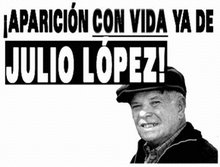 ¡APARICIÓN CON VIDA YA DE
JULIO LÓPEZ!